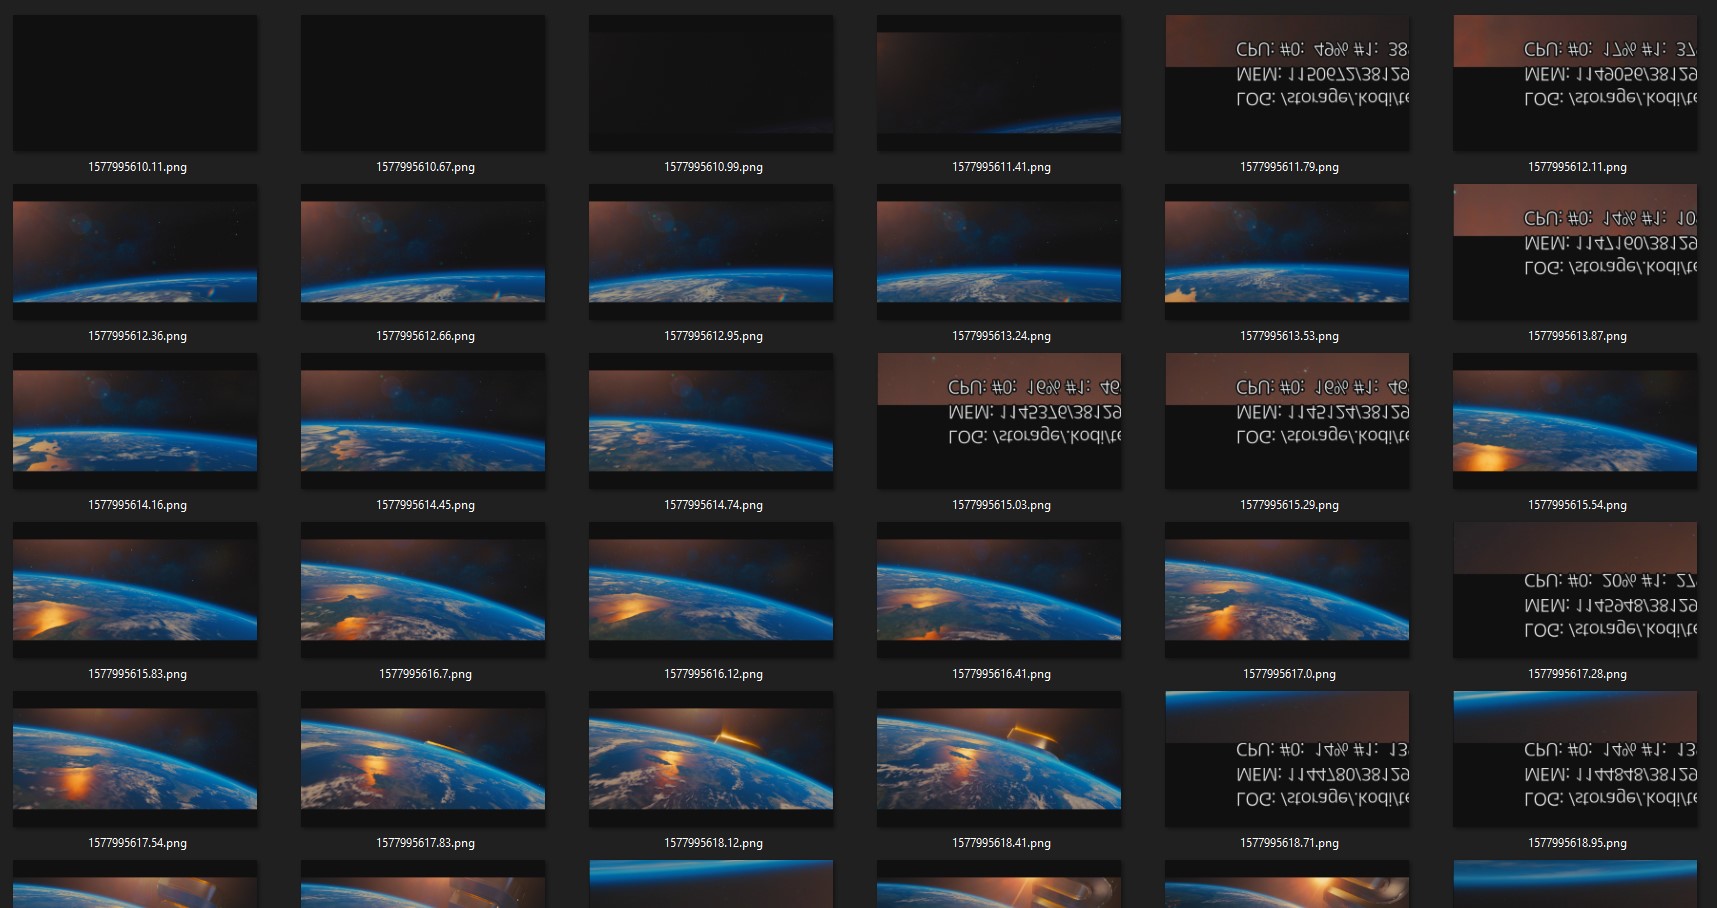 CPU: #0: 49% #1: 38
MEM: 1150672/38129
LOG: /storage/.kodi/te
CPU: #0: 17% #1: 37
MEM: 1149056/38129
LOG: /storage/.kodi/te
1577995610.11.png
1577995610.67.png
1577995610.99.png
1577995611.41.png
1577995611.79.png
1577995612.11.png
CPU: #0: 14% #1: 10
MEM: 1147160/38129
LOG: /storage/.kodi/te
1577995612.36.png
1577995612.66.png
1577995612.95.png
1577995613.24.png
1577995613.53.png
1577995613.87.png
CPU: #0: 16% #1: 46
MEM: 1145376/38129
LOG: /storage/.kodi/te
CPU: #0: 16% #1: 46
MEM: 1145124/38129
LOG: /storage/.kodi/te
1577995614.16.png
1577995614.45.png
1577995614.74.png
1577995615.03.png
1577995615.29.png
1577995615.54.png
CPU: #0: 20% #1: 27
MEM: 1145948/38129
LOG: /storage/.kodi/te
1577995615.83.png
1577995616.7.png
1577995616.12.png
1577995616.41.png
1577995617.0.png
1577995617.28.png
CPU: #0: 14% #1: 13
MEM: 1144780/38129
LOG: /storage/.kodi/te
CPU: #0: 14% #1: 13
MEM: 1144848/38129
LOG: /storage/.kodi/te
1577995617.54.png
1577995617.83.png
1577995618.12.png
1577995618.41.png
1577995618.71.png
1577995618.95.png